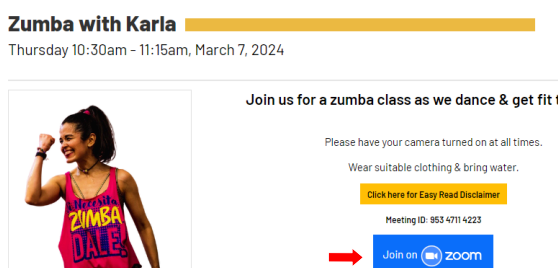 Zumba with Karla
Thursday 10:30am - 11:15am, March 7, 2024
Join us for a zumba class as we dance & get fit t
Please have your camera turned on at all times.
Wear suitable clothing & bring water.
Click here for Easy Read Disclaimer
Meeting ID: 953 4711 4223
Join on zoom
ZUMBA
DALE!